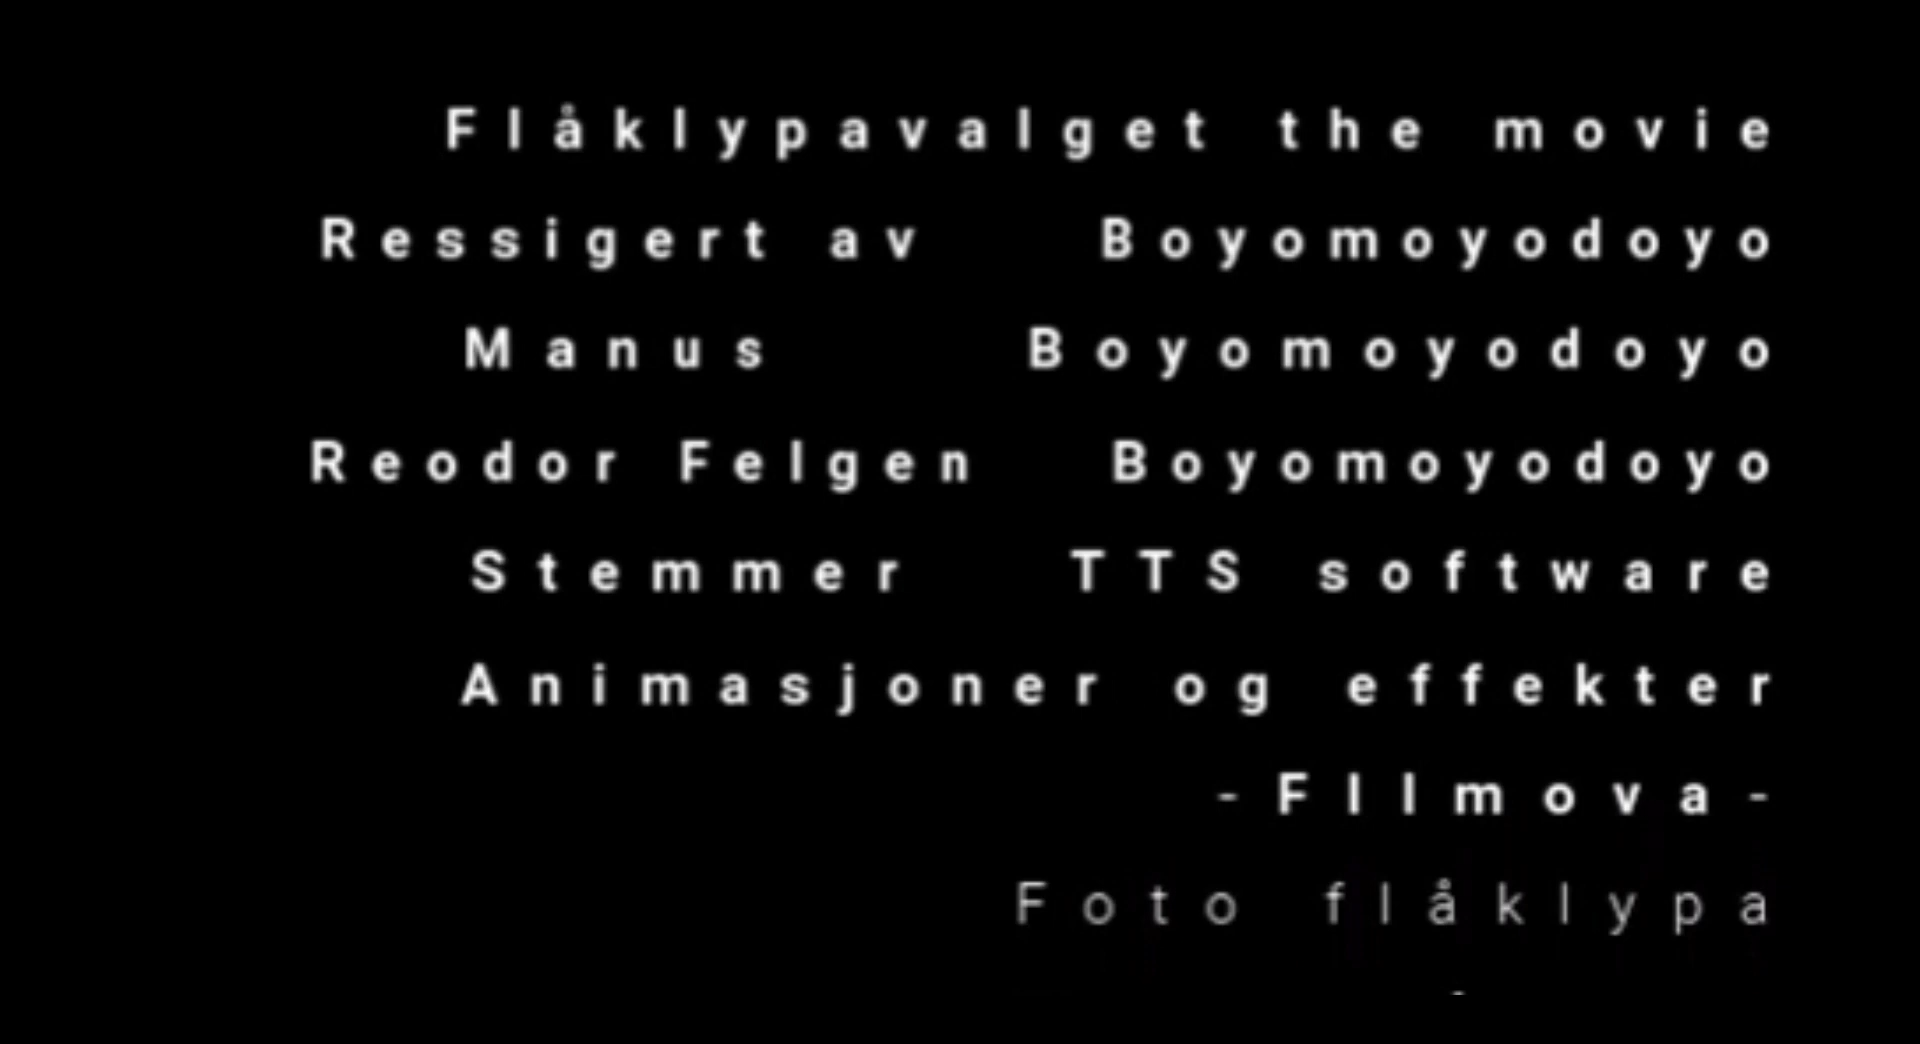 Flåklypavalget the movie
Ressigert av Boyomoyodoyo
Manus Boyomoyodoyo
Reodor Felgen Boyomoyodoyo
Stemmer TTS software
Animasjoner og effekter
-FIlmova-
Foto flåklypa